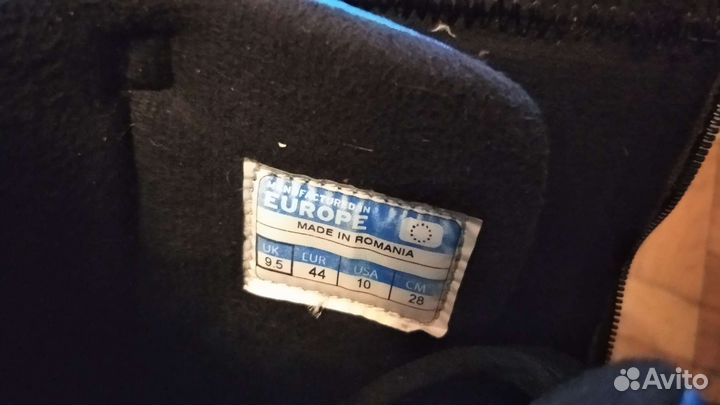 MANUFACTURED IN
EUROPE
MADE IN ROMANIA
UK EUR USA CM
9.5 44 10 28
Avito